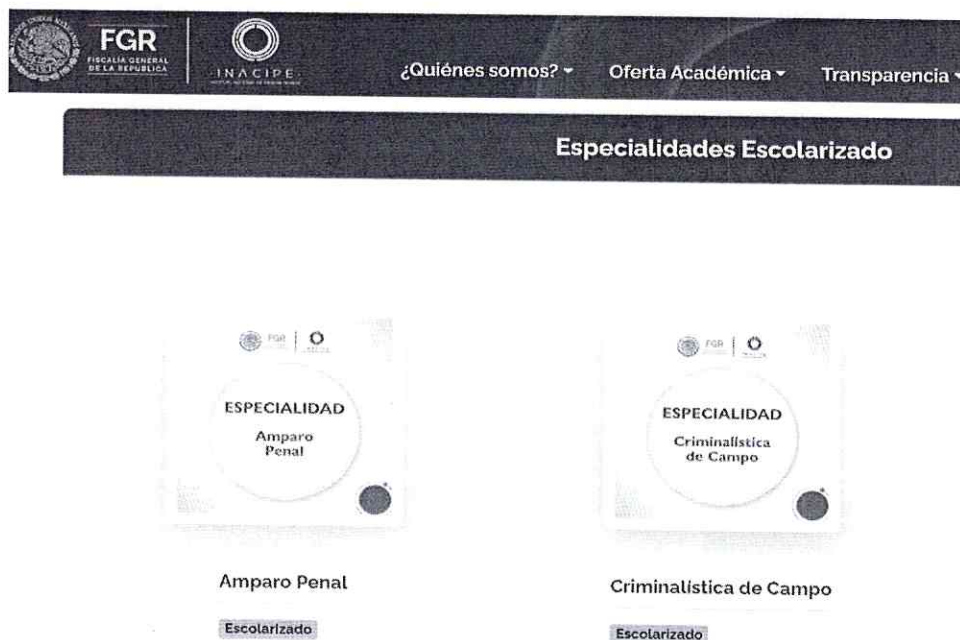 FGR
FISCALÍA GENERAL
DE LA REPÚBLICA
INACIPE
¿Quiénes somos?
Oferta Académica
Transparencia
Especialidades Escolarizado
FGR
ESPECIALIDAD
Amparo
Penal
FGR
ESPECIALIDAD
Criminalística
de Campo
Amparo Penal
Criminalística de Campo
Escolarizado
Escolarizado